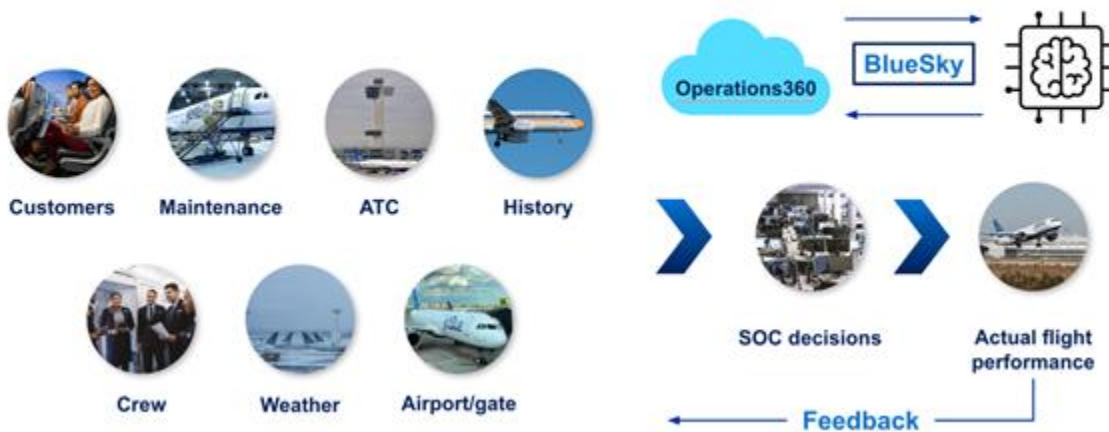 Operations360
BlueSky
Customers
Maintenance
ATC
History
Crew
Weather
Airport/gate
SOC decisions
Actual flight
performance
Feedback